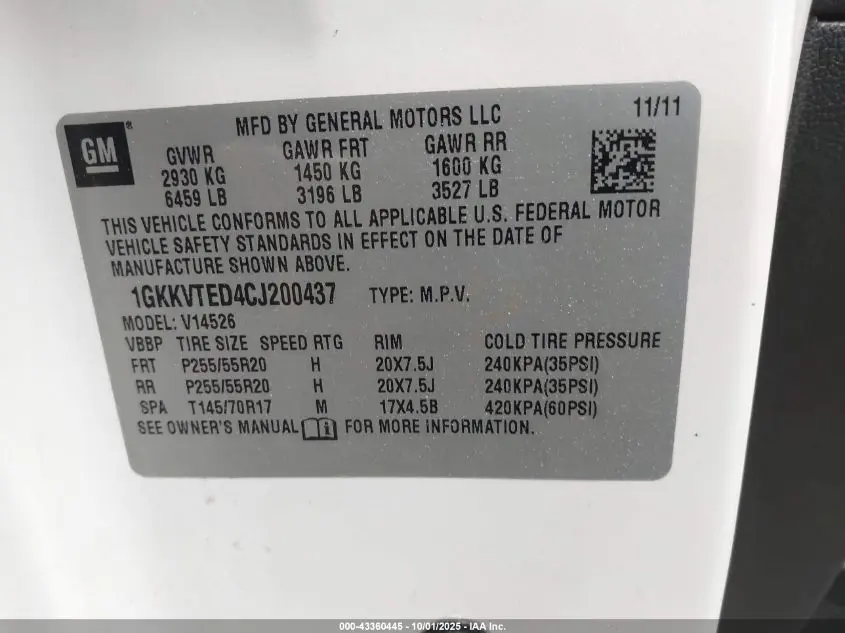 MFD BY GENERAL MOTORS LLC 11/11
GM®
GVWR GAWR FRT GAWR RR
2930 KG 1450 KG 1600 KG
6459 LB 3196 LB 3527 LB
THIS VEHICLE CONFORMS TO ALL APPLICABLE U.S. FEDERAL MOTOR
VEHICLE SAFETY STANDARDS IN EFFECT ON THE DATE OF
MANUFACTURE SHOWN ABOVE.
1GKKVTED4CJ200437 TYPE: M.P.V.
MODEL: V14526
VBBP TIRE SIZE SPEED RTG RIM COLD TIRE PRESSURE
FRT P255/55R20 H 20X7.5J 240KPA(35PSI)
RR P255/55R20 H 20X7.5J 240KPA(35PSI)
SPA T145/70R17 M 17X4.5B 420KPA(60PSI)
SEE OWNER'S MANUAL i FOR MORE INFORMATION.
000-43360445 - 10/01/2025 - IAA Inc.